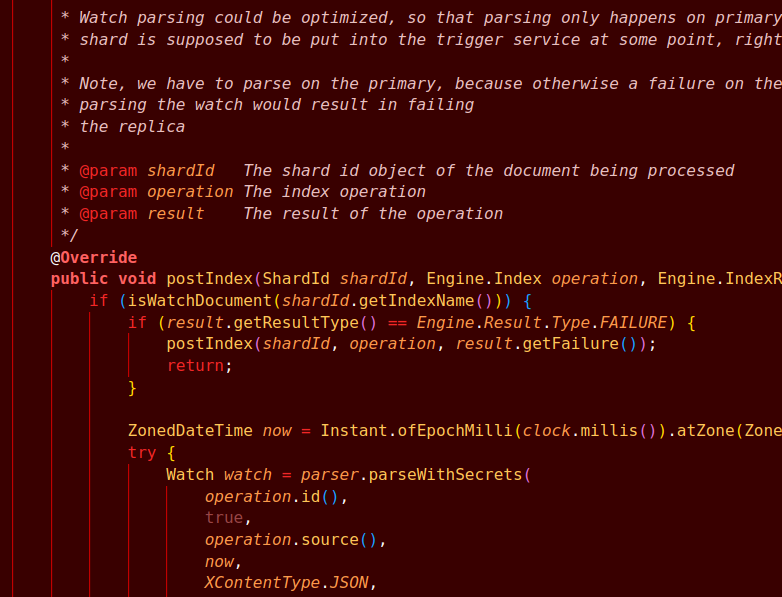 * Watch parsing could be optimized, so that parsing only happens on primary
* shard is supposed to be put into the trigger service at some point, right
*
* Note, we have to parse on the primary, because otherwise a failure on the
* parsing the watch would result in failing
* the replica
*
* @param shardId   The shard id object of the document being processed
* @param operation The index operation
* @param result    The result of the operation
*/
@Override
public void postIndex(ShardId shardId, Engine.Index operation, Engine.IndexR
if (isWatchDocument(shardId.getIndexName())) {
if (result.getResultType() == Engine.Result.Type.FAILURE) {
postIndex(shardId, operation, result.getFailure());
return;
}
ZonedDateTime now = Instant.ofEpochMilli(clock.millis()).atZone(Zone
try {
Watch watch = parser.parseWithSecrets(
operation.id(),
true,
operation.source(),
now,
XContentType.JSON,